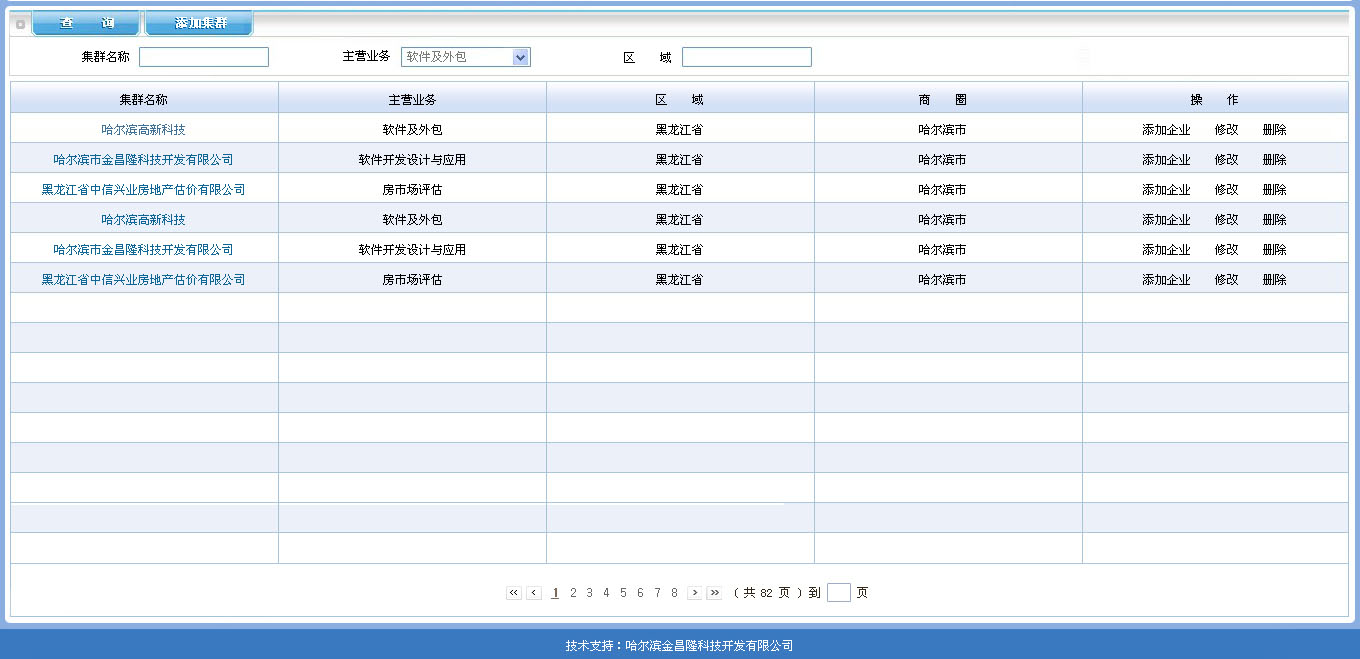 查 询 添加集群
集群名称 主营业务 软件及外包 区 域
集群名称 主营业务 区 域 商 圈 操 作
哈尔滨高新科技 软件及外包 黑龙江省 哈尔滨市 添加企业 修改 删除
哈尔滨市金昌隆科技开发有限公司 软件开发设计与应用 黑龙江省 哈尔滨市 添加企业 修改 删除
黑龙江省中信兴业房地产估价有限公司 房市场评估 黑龙江省 哈尔滨市 添加企业 修改 删除
哈尔滨高新科技 软件及外包 黑龙江省 哈尔滨市 添加企业 修改 删除
哈尔滨市金昌隆科技开发有限公司 软件开发设计与应用 黑龙江省 哈尔滨市 添加企业 修改 删除
黑龙江省中信兴业房地产估价有限公司 房市场评估 黑龙江省 哈尔滨市 添加企业 修改 删除
« ‹ 1 2 3 4 5 6 7 8 › » ( 共 82 页 ) 到 页
技术支持：哈尔滨金昌隆科技开发有限公司